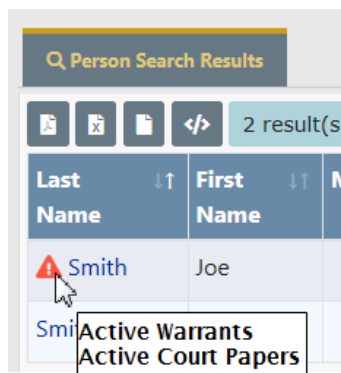 Person Search Results
2 result(s
Last Name
First Name
M
Smith
Joe
Smi
Active Warrants
Active Court Papers